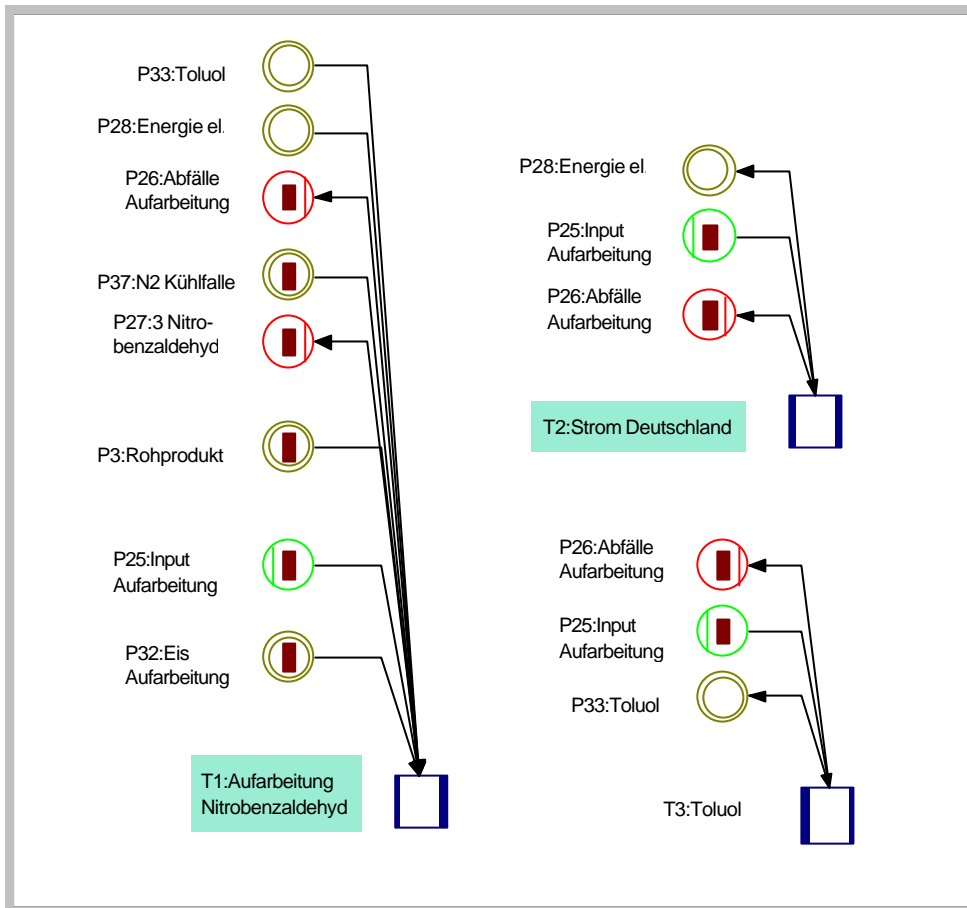 P33:Toluol
P28:Energie el.
P26:Abfälle
Aufarbeitung
P37:N2 Kühlfalle
P27:3 Nitro-
benzaldehyd
P3:Rohprodukt
P25:Input
Aufarbeitung
P32:Eis
Aufarbeitung
T1:Aufarbeitung
Nitrobenzaldehyd
P28:Energie el.
P25:Input
Aufarbeitung
P26:Abfälle
Aufarbeitung
T2:Strom Deutschland
P26:Abfälle
Aufarbeitung
P25:Input
Aufarbeitung
P33:Toluol
T3:Toluol